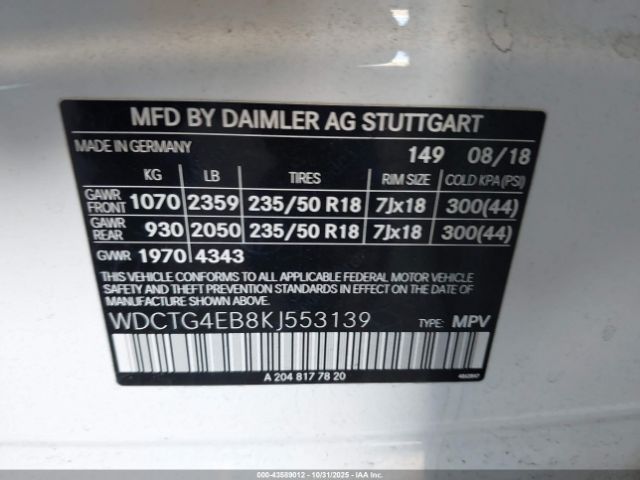 MFD BY DAIMLER AG STUTTGART
MADE IN GERMANY 149 08/18
KG LB TIRES RIM SIZE COLD KPA(PSI)
GAWR FRONT 1070 2359 235/50 R18 7Jx18 300(44)
GAWR REAR 930 2050 235/50 R18 7Jx18 300(44)
GVWR 1970 4343
THIS VEHICLE CONFORMS TO ALL APPLICABLE FEDERAL MOTOR VEHICLE
SAFETY AND THEFT PREVENTION STANDARDS IN EFFECT ON THE DATE
OF MANUFACTURE SHOWN ABOVE.
WDCTG4EB8KJ553139 TYPE: MPV
A 204 817 78 20
000-43589012 - 10/31/2025 - IAA Inc.